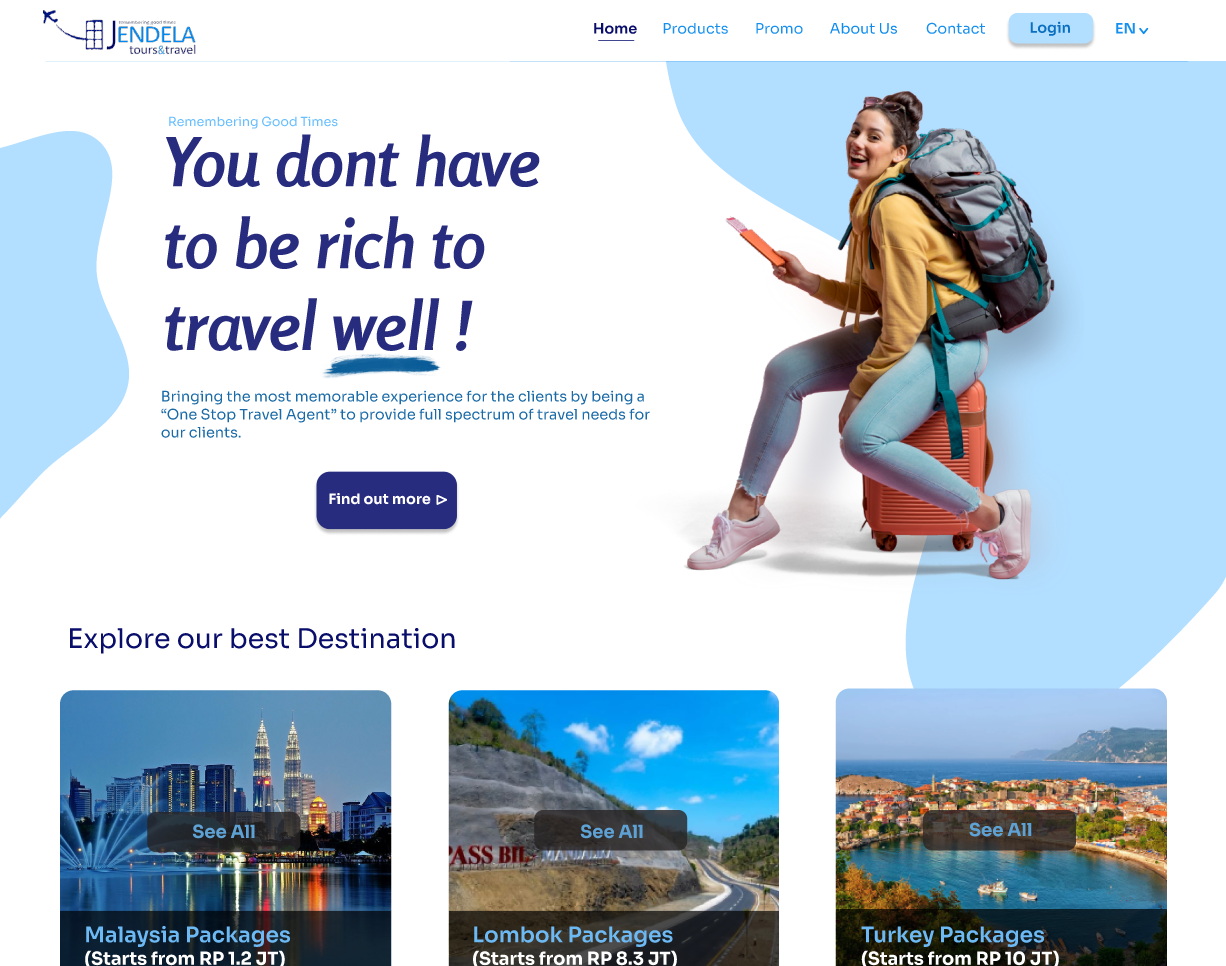 remembering good times
JENDELA
tours&travel
Home
Products
Promo
About Us
Contact
Login
EN
Remembering Good Times
You dont have
to be rich to
travel well !
Bringing the most memorable experience for the clients by being a
“One Stop Travel Agent” to provide full spectrum of travel needs for
our clients.
Find out more
Explore our best Destination
See All
Malaysia Packages
(Starts from RP 1.2 JT)
PASS BIL
See All
Lombok Packages
(Starts from RP 8.3 JT)
See All
Turkey Packages
(Starts from RP 10 JT)